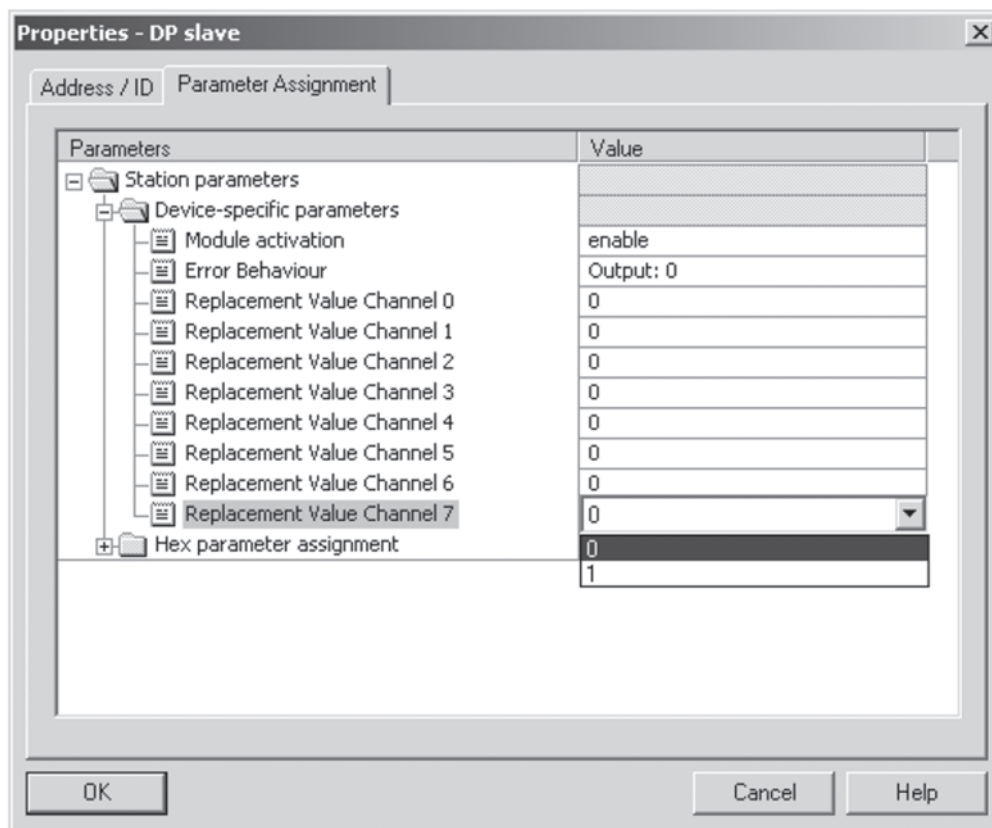 Properties - DP slave
Address / ID Parameter Assignment
Parameters Value
Station parameters
Device-specific parameters
Module activation enable
Error Behaviour Output: 0
Replacement Value Channel 0 0
Replacement Value Channel 1 0
Replacement Value Channel 2 0
Replacement Value Channel 3 0
Replacement Value Channel 4 0
Replacement Value Channel 5 0
Replacement Value Channel 6 0
Replacement Value Channel 7 0
Hex parameter assignment 0
1
OK Cancel Help